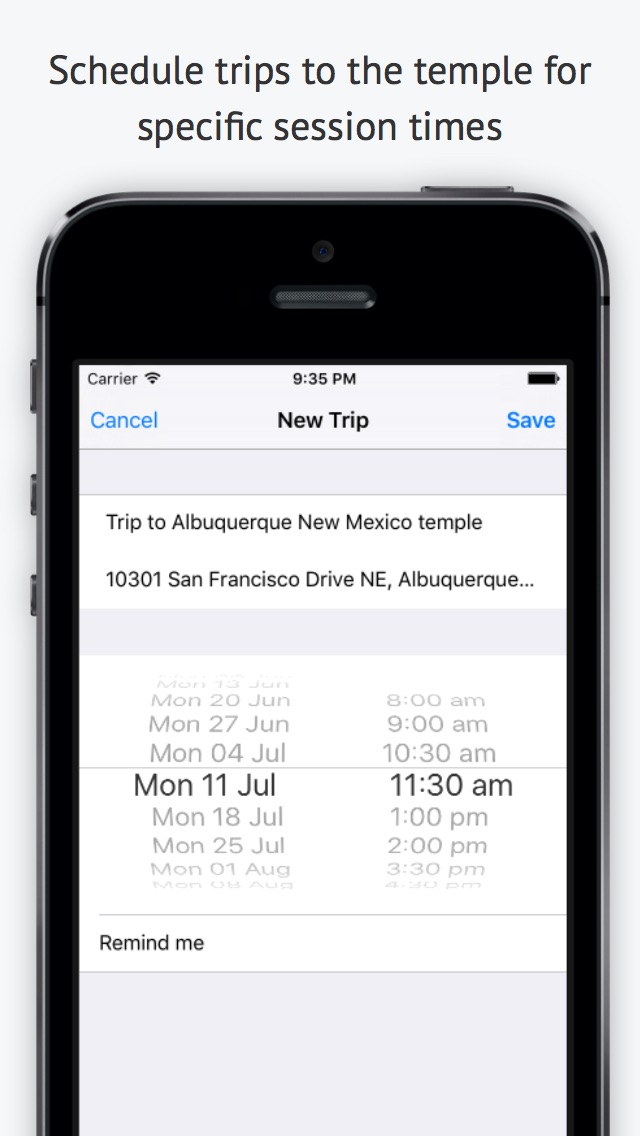 Schedule trips to the temple for
specific session times
Carrier 9:35 PM
Cancel New Trip Save
Trip to Albuquerque New Mexico temple
10301 San Francisco Drive NE, Albuquerque...
Mon 13 Jun
Mon 20 Jun 8:00 am
Mon 27 Jun 9:00 am
Mon 04 Jul 10:30 am
Mon 11 Jul 11:30 am
Mon 18 Jul 1:00 pm
Mon 25 Jul 2:00 pm
Mon 01 Aug 3:30 pm
Mon 08 Aug 4:30 pm
Remind me